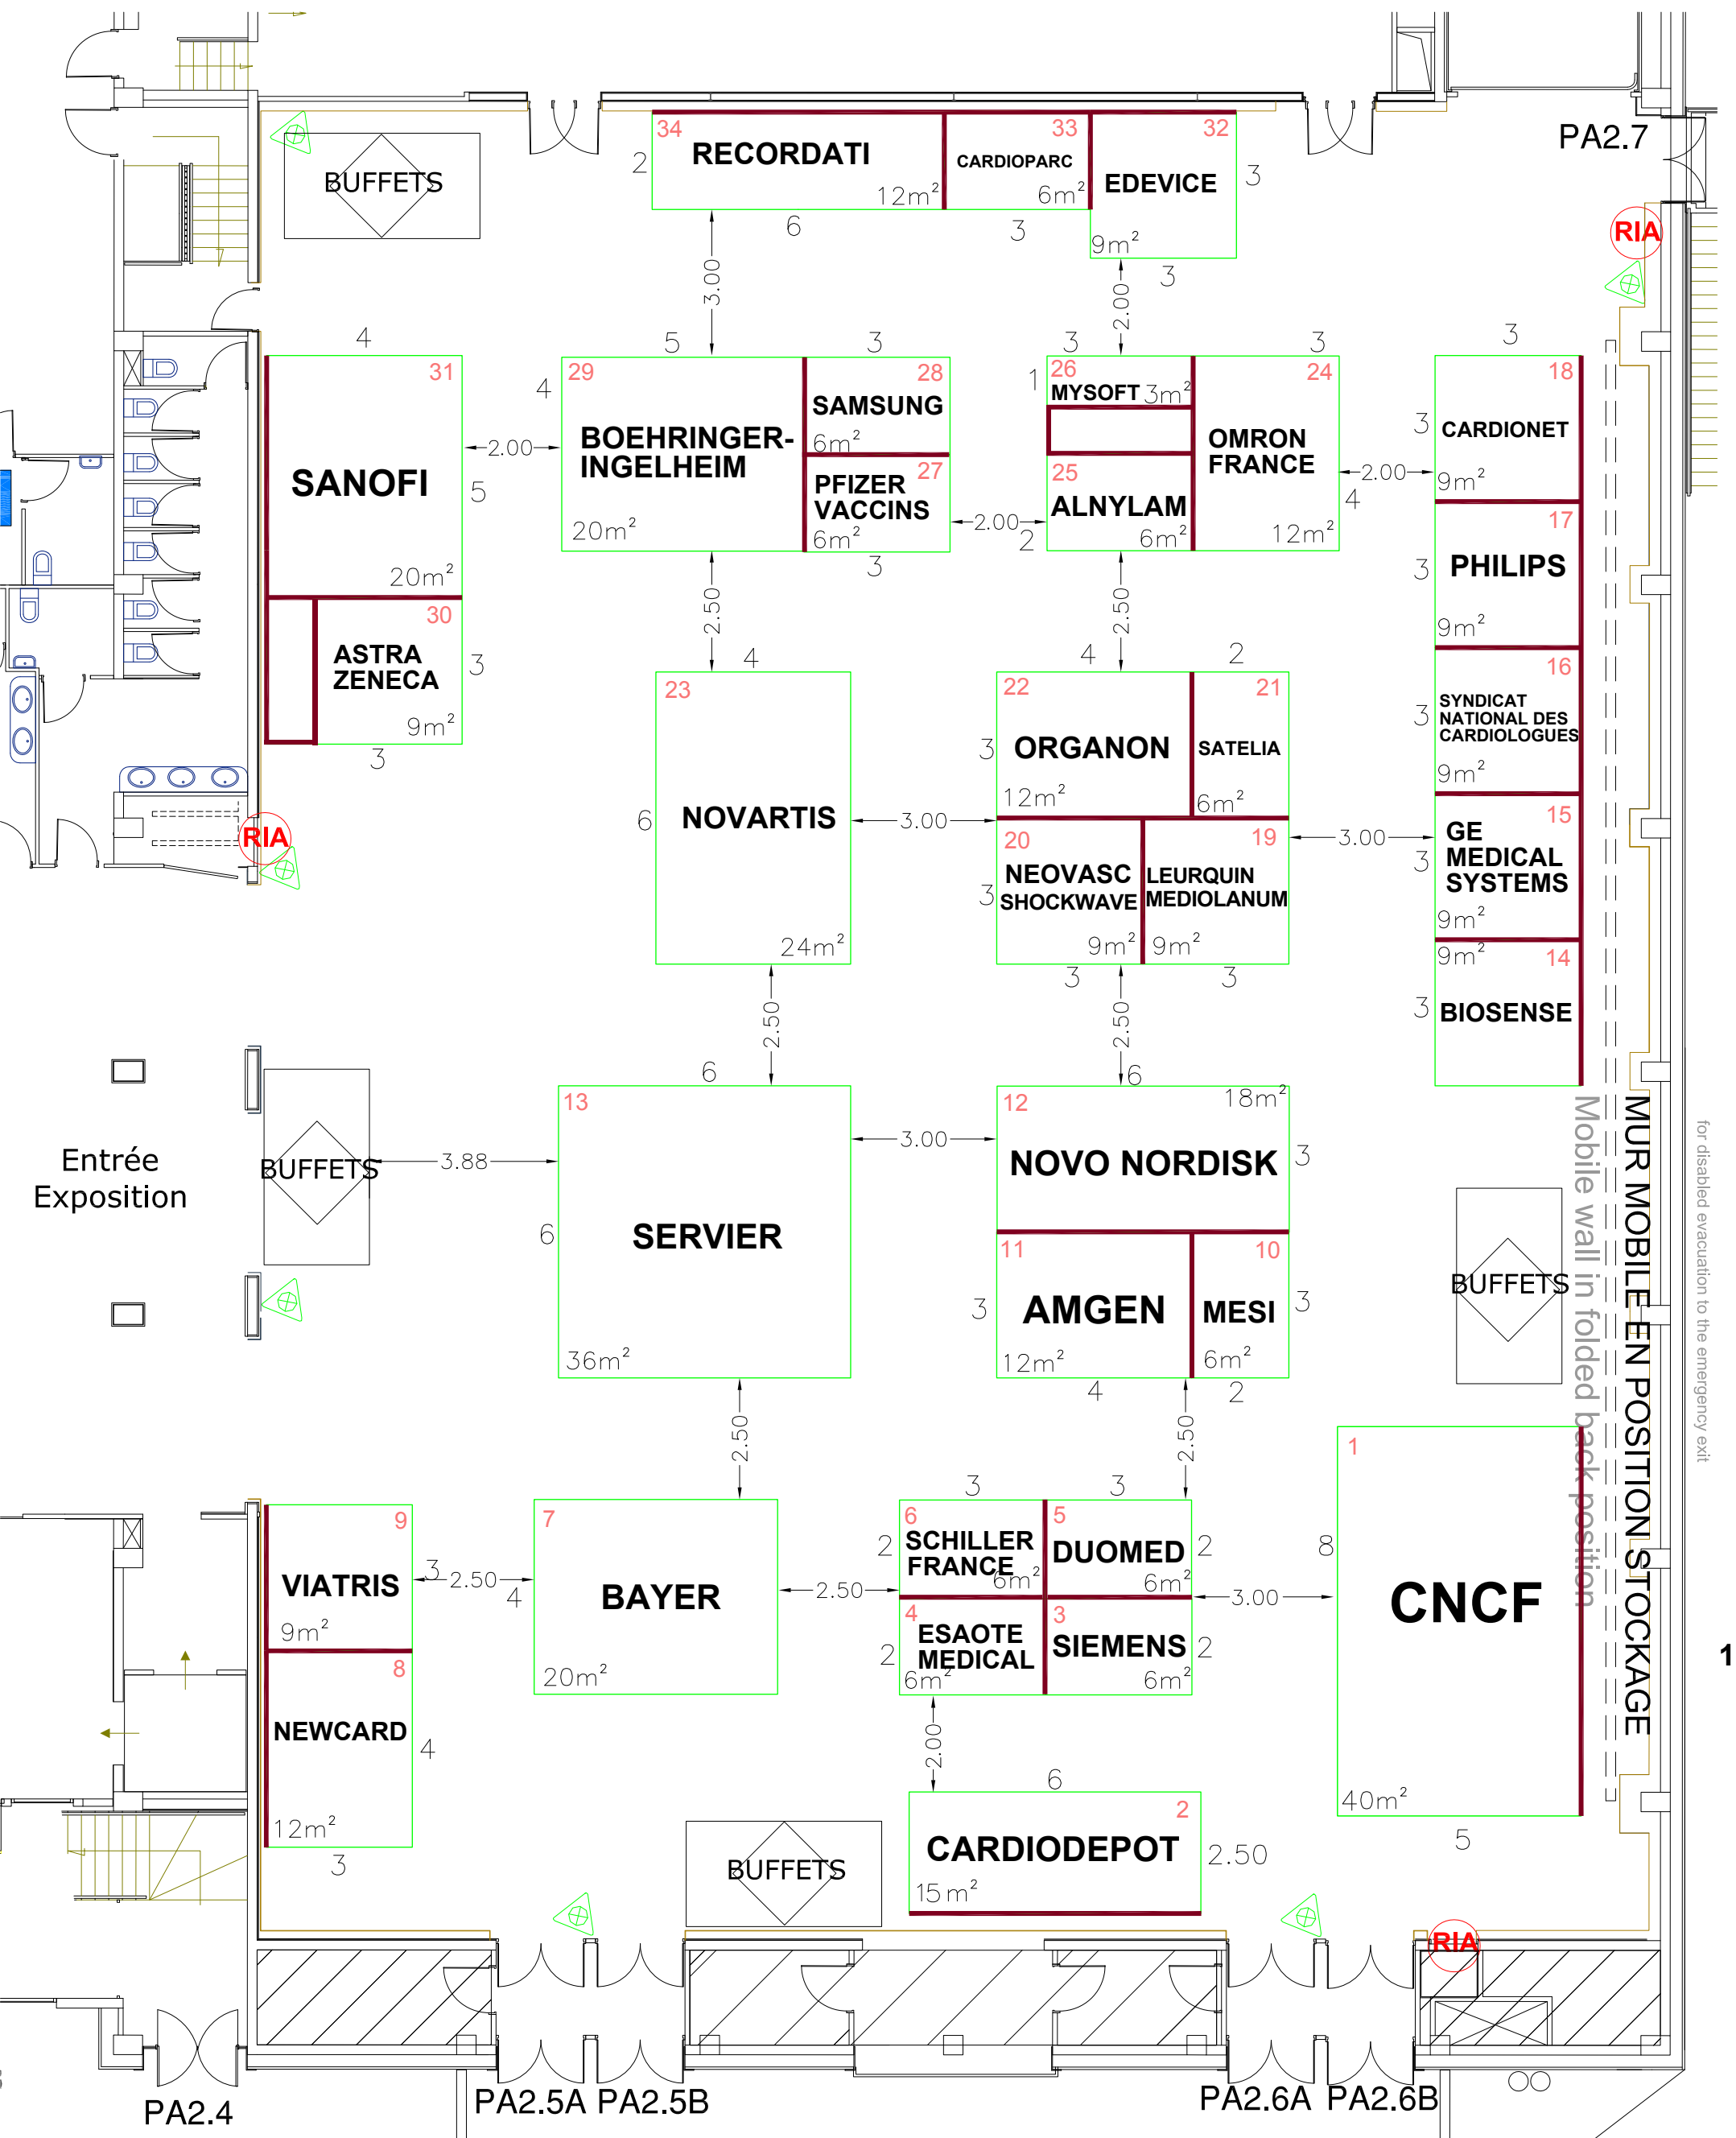 PA2.7
34
RECORDATI
12m²
2
6
33
CARDIOPARC
6m²
3
32
EDEVICE
9m²
3
3
BUFFETS
RIA
3.00
2.00
4
31
SANOFI
5
20m²
30
ASTRA
ZENECA
3
9m²
3
2.00
5
4
29
BOEHRINGER-
INGELHEIM
20m²
3
28
SAMSUNG
6m²
27
PFIZER
VACCINS
6m²
3
2.00
3
1
26
MYSOFT 3m²
25
ALNYLAM
6m²
2
3
24
OMRON
FRANCE
12m²
4
2.00
3
18
CARDIONET
3
9m²
17
PHILIPS
3
9m²
16
SYNDICAT
NATIONAL DES
CARDIOLOGUES
3
9m²
15
GE
MEDICAL
SYSTEMS
3
9m²
9m²
14
BIOSENSE
3
2.50
2.50
4
23
NOVARTIS
6
24m²
3.00
4
22
ORGANON
3
12m²
2
21
SATELIA
6m²
20
NEOVASC
SHOCKWAVE
3
9m²
3
19
LEURQUIN
MEDIOLANUM
9m²
3
3.00
RIA
2.50
2.50
Entrée
Exposition
BUFFETS
3.88
6
13
SERVIER
6
36m²
3.00
6
12
18m²
NOVO NORDISK
3
11
AMGEN
3
12m²
4
10
MESI
3
6m²
2
BUFFETS
MUR MOBILE EN POSITION STOCKAGE
Mobile wall in folded back position
for disabled evacuation to the emergency exit
2.50
2.50
9
VIATRIS
3
9m²
8
NEWCARD
4
12m²
3
2.50
7
BAYER
4
20m²
2.50
3
6
SCHILLER
FRANCE
2
6m²
3
5
DUOMED
2
6m²
4
ESAOTE
MEDICAL
2
6m²
3
SIEMENS
2
6m²
3.00
1
CNCF
8
40m²
5
1
2.00
6
2
CARDIODEPOT
2.50
15m²
BUFFETS
RIA
PA2.4
PA2.5A PA2.5B
PA2.6A PA2.6B